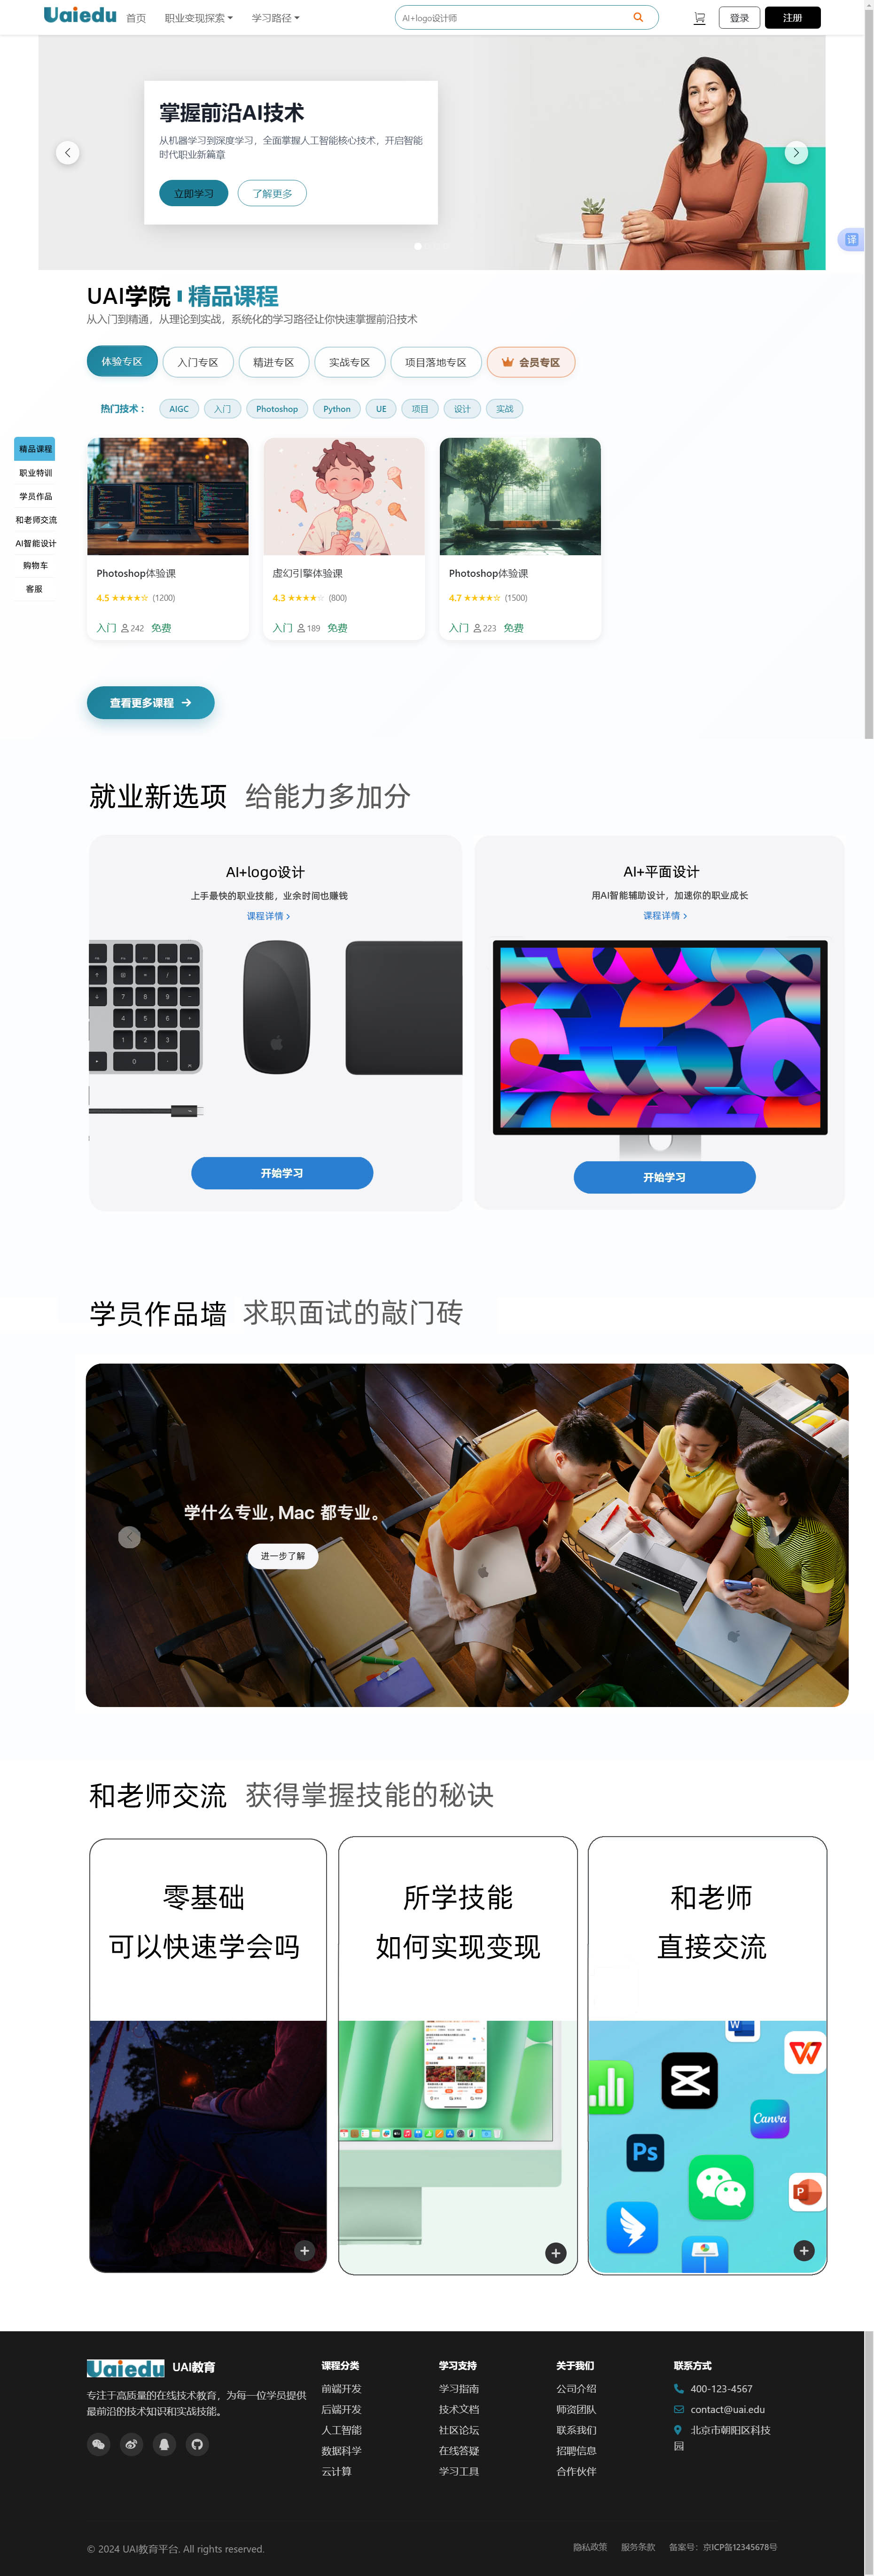 Uaiedu 首页 职业变现探索 学习路径 AI+logo设计师 登录 注册
掌握前沿AI技术
从机器学习到深度学习，全面掌握人工智能核心技术，开启智能
时代职业新篇章
立即学习 了解更多
译
UAI学院 精品课程
从入门到精通，从理论到实战，系统化的学习路径让你快速掌握前沿技术
体验专区 入门专区 精进专区 实战专区 项目落地专区 会员专区
热门技术： AIGC 入门 Photoshop Python UE 项目 设计 实战
精品课程
职业特训
学员作品
和老师交流
AI智能设计
购物车
客服
Photoshop体验课
4.5 ★★★★☆ (1200)
入门 242 免费
虚幻引擎体验课
4.3 ★★★★☆ (800)
入门 189 免费
Photoshop体验课
4.7 ★★★★☆ (1500)
入门 223 免费
查看更多课程
就业新选项 给能力多加分
AI+logo设计
上手最快的职业技能，业余时间也赚钱
课程详情
开始学习
AI+平面设计
用AI智能辅助设计，加速你的职业成长
课程详情
开始学习
学员作品墙 求职面试的敲门砖
学什么专业，Mac 都专业。
进一步了解
和老师交流 获得掌握技能的秘诀
零基础
可以快速学会吗
所学技能
如何实现变现
和老师
直接交流
W
W
Canva
Ps
P
Uaiedu UAI教育
专注于高质量的在线技术教育，为每一位学员提供
最前沿的技术知识和实战技能。
课程分类
前端开发
后端开发
人工智能
数据科学
云计算
学习支持
学习指南
技术文档
社区论坛
在线答疑
学习工具
关于我们
公司介绍
师资团队
联系我们
招聘信息
合作伙伴
联系方式
400-123-4567
contact@uai.edu
北京市朝阳区科技
园
© 2024 UAI教育平台. All rights reserved.
隐私政策 服务条款 备案号：京ICP备12345678号